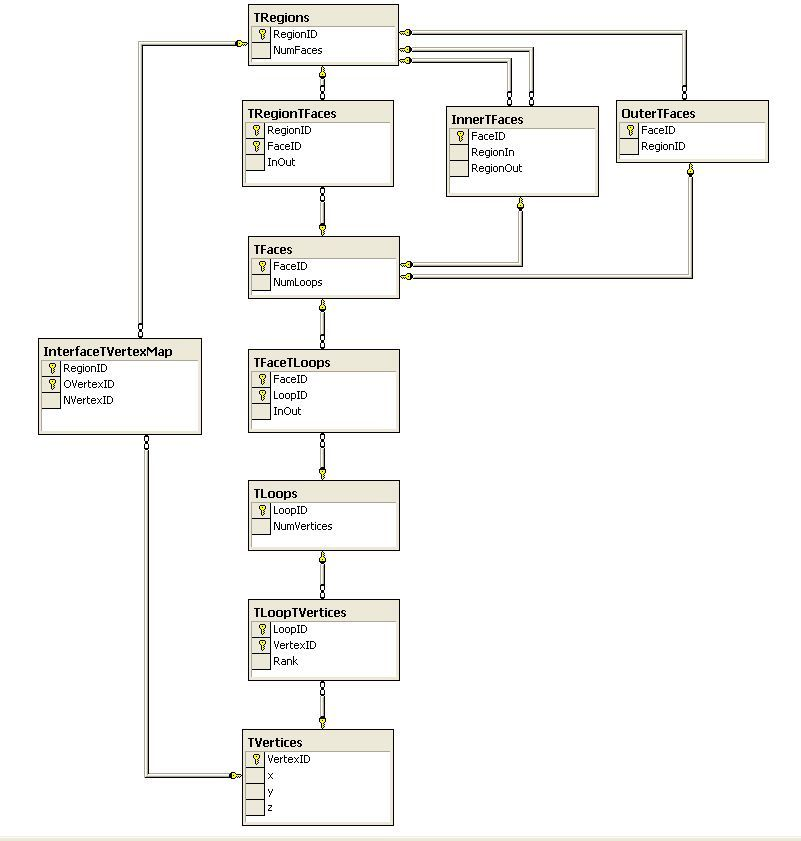 TRegions
RegionID
NumFaces
TRegionTFaces
RegionID
FaceID
InOut
InnerTFaces
FaceID
RegionIn
RegionOut
OuterTFaces
FaceID
RegionID
TFaces
FaceID
NumLoops
InterfaceTVertexMap
RegionID
OVertexID
NVertexID
TFaceTLoops
FaceID
LoopID
InOut
TLoops
LoopID
NumVertices
TLoopTVertices
LoopID
VertexID
Rank
TVertices
VertexID
x
y
z